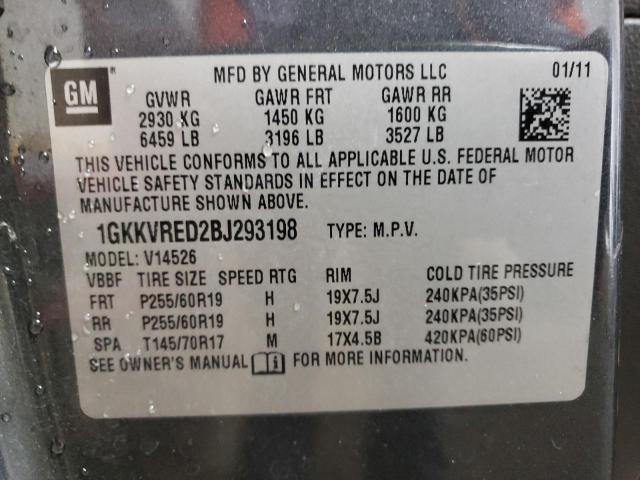 GM ®
MFD BY GENERAL MOTORS LLC 01/11
GVWR GAWR FRT GAWR RR
2930 KG 1450 KG 1600 KG
6459 LB 3196 LB 3527 LB
THIS VEHICLE CONFORMS TO ALL APPLICABLE U.S. FEDERAL MOTOR
VEHICLE SAFETY STANDARDS IN EFFECT ON THE DATE OF
MANUFACTURE SHOWN ABOVE.
1GKKVRED2BJ293198 TYPE: M.P.V.
MODEL: V14526
VBBF TIRE SIZE SPEED RTG RIM COLD TIRE PRESSURE
FRT P255/60R19 H 19X7.5J 240KPA(35PSI)
RR P255/60R19 H 19X7.5J 240KPA(35PSI)
SPA T145/70R17 M 17X4.5B 420KPA(60PSI)
SEE OWNER'S MANUAL FOR MORE INFORMATION.